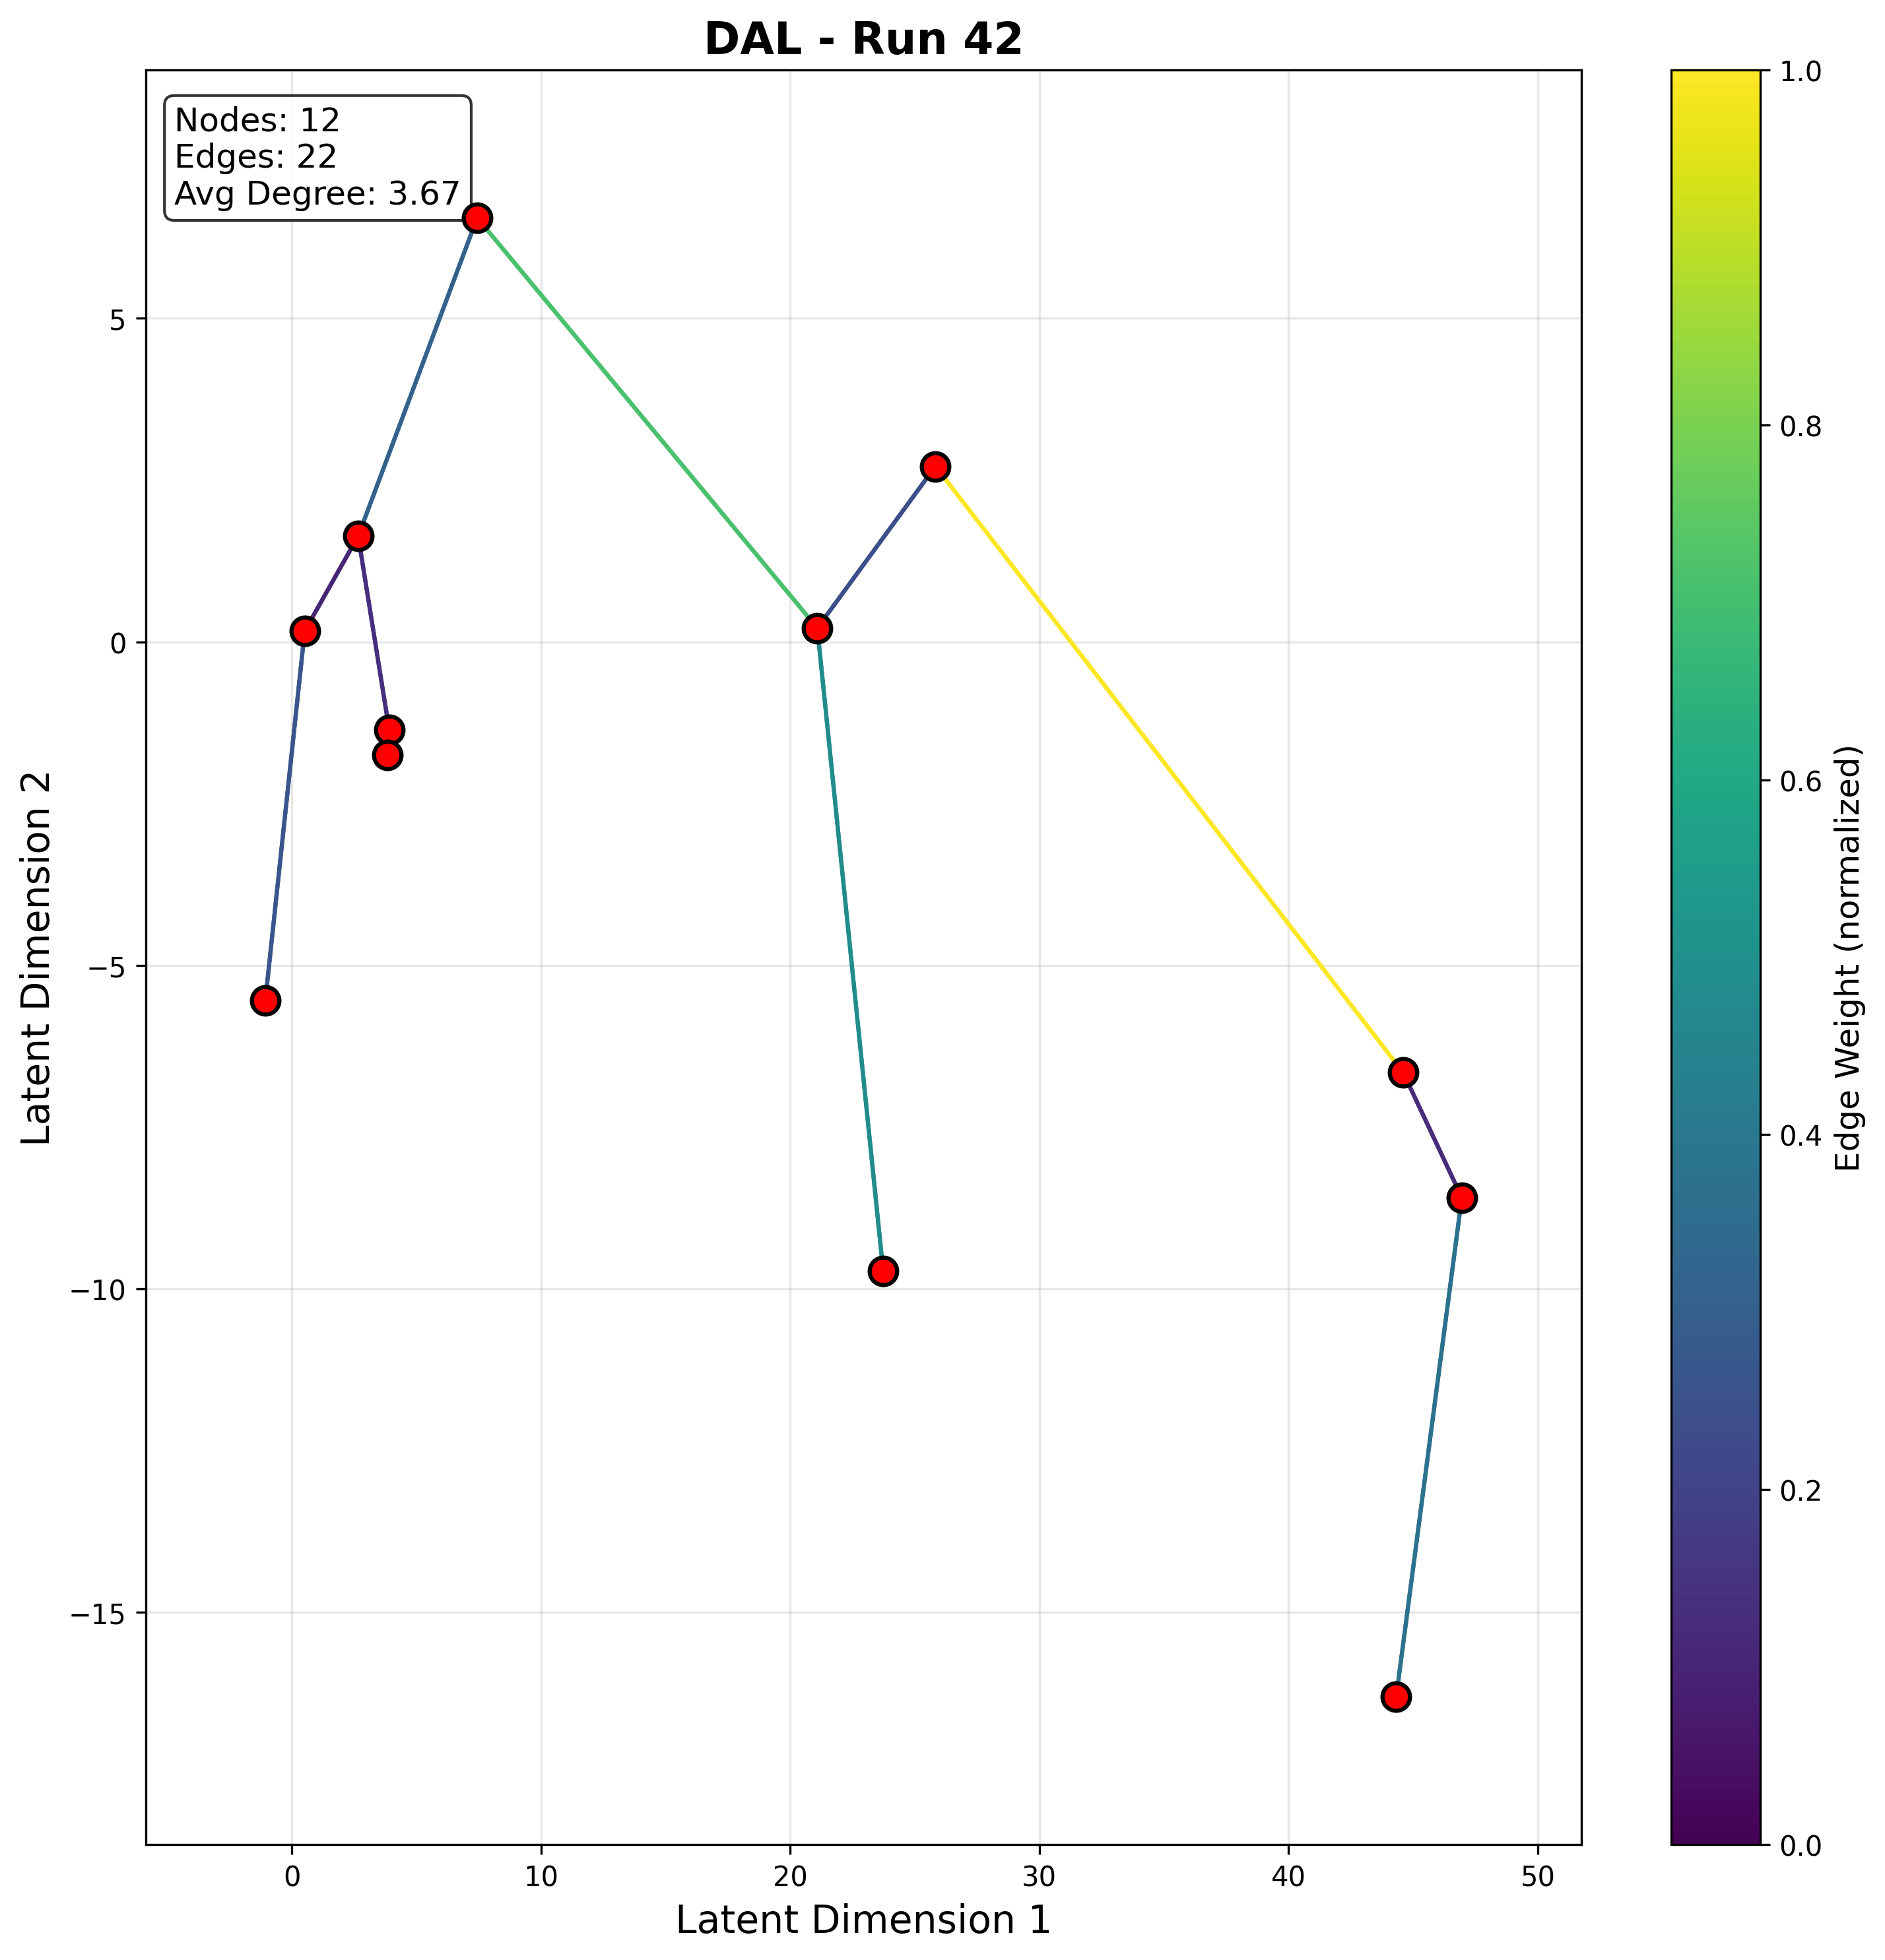 DAL - Run 42
Nodes: 12
Edges: 22
Avg Degree: 3.67
5
0
−5
−10
−15
Latent Dimension 2
0 10 20 30 40 50
Latent Dimension 1
1.0
0.8
0.6
0.4
0.2
0.0
Edge Weight (normalized)